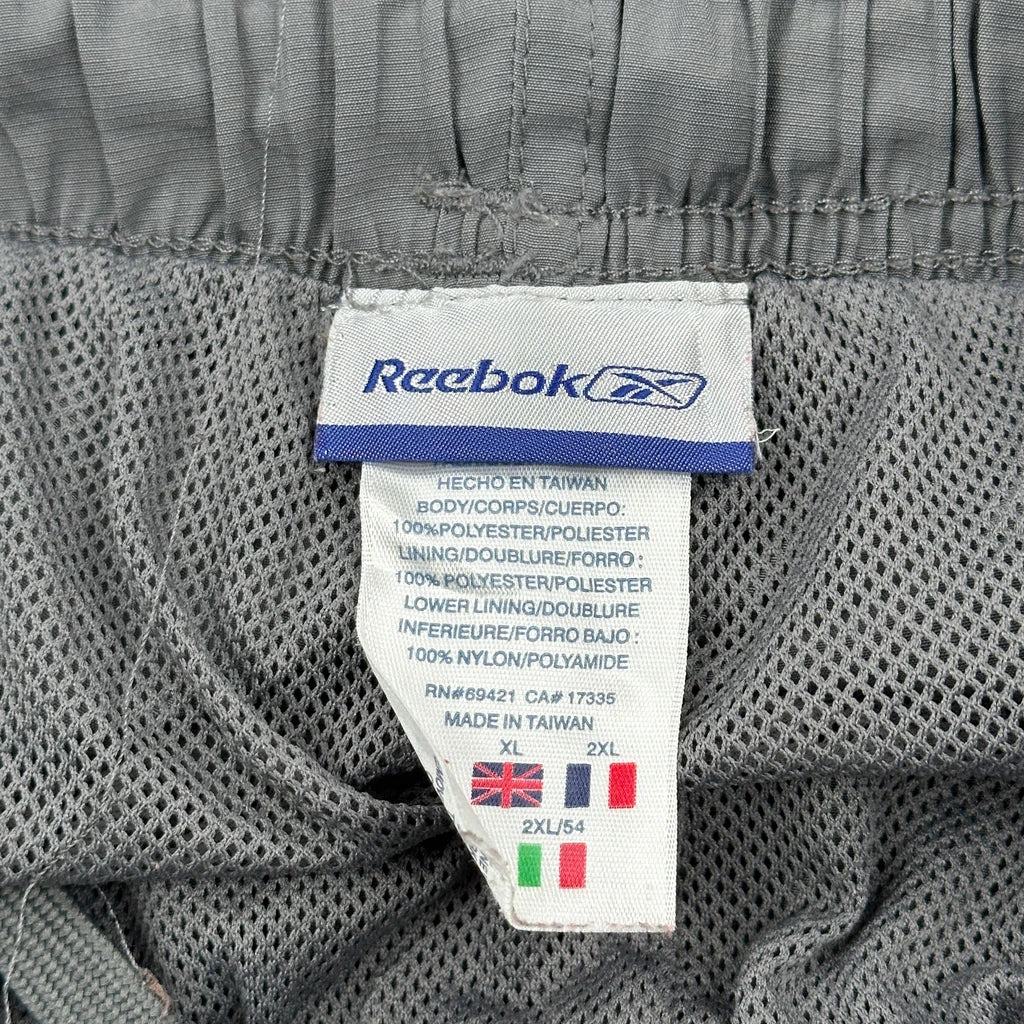 Reebok
HECHO EN TAIWAN
BODY/CORPS/CUERPO:
100%POLYESTER/POLIESTER
LINING/DOUBLURE/FORRO :
100% POLYESTER/POLIESTER
LOWER LINING/DOUBLURE
INFERIEURE/FORRO BAJO :
100% NYLON/POLYAMIDE
RN#69421 CA# 17335
MADE IN TAIWAN
XL 2XL
2XL/54